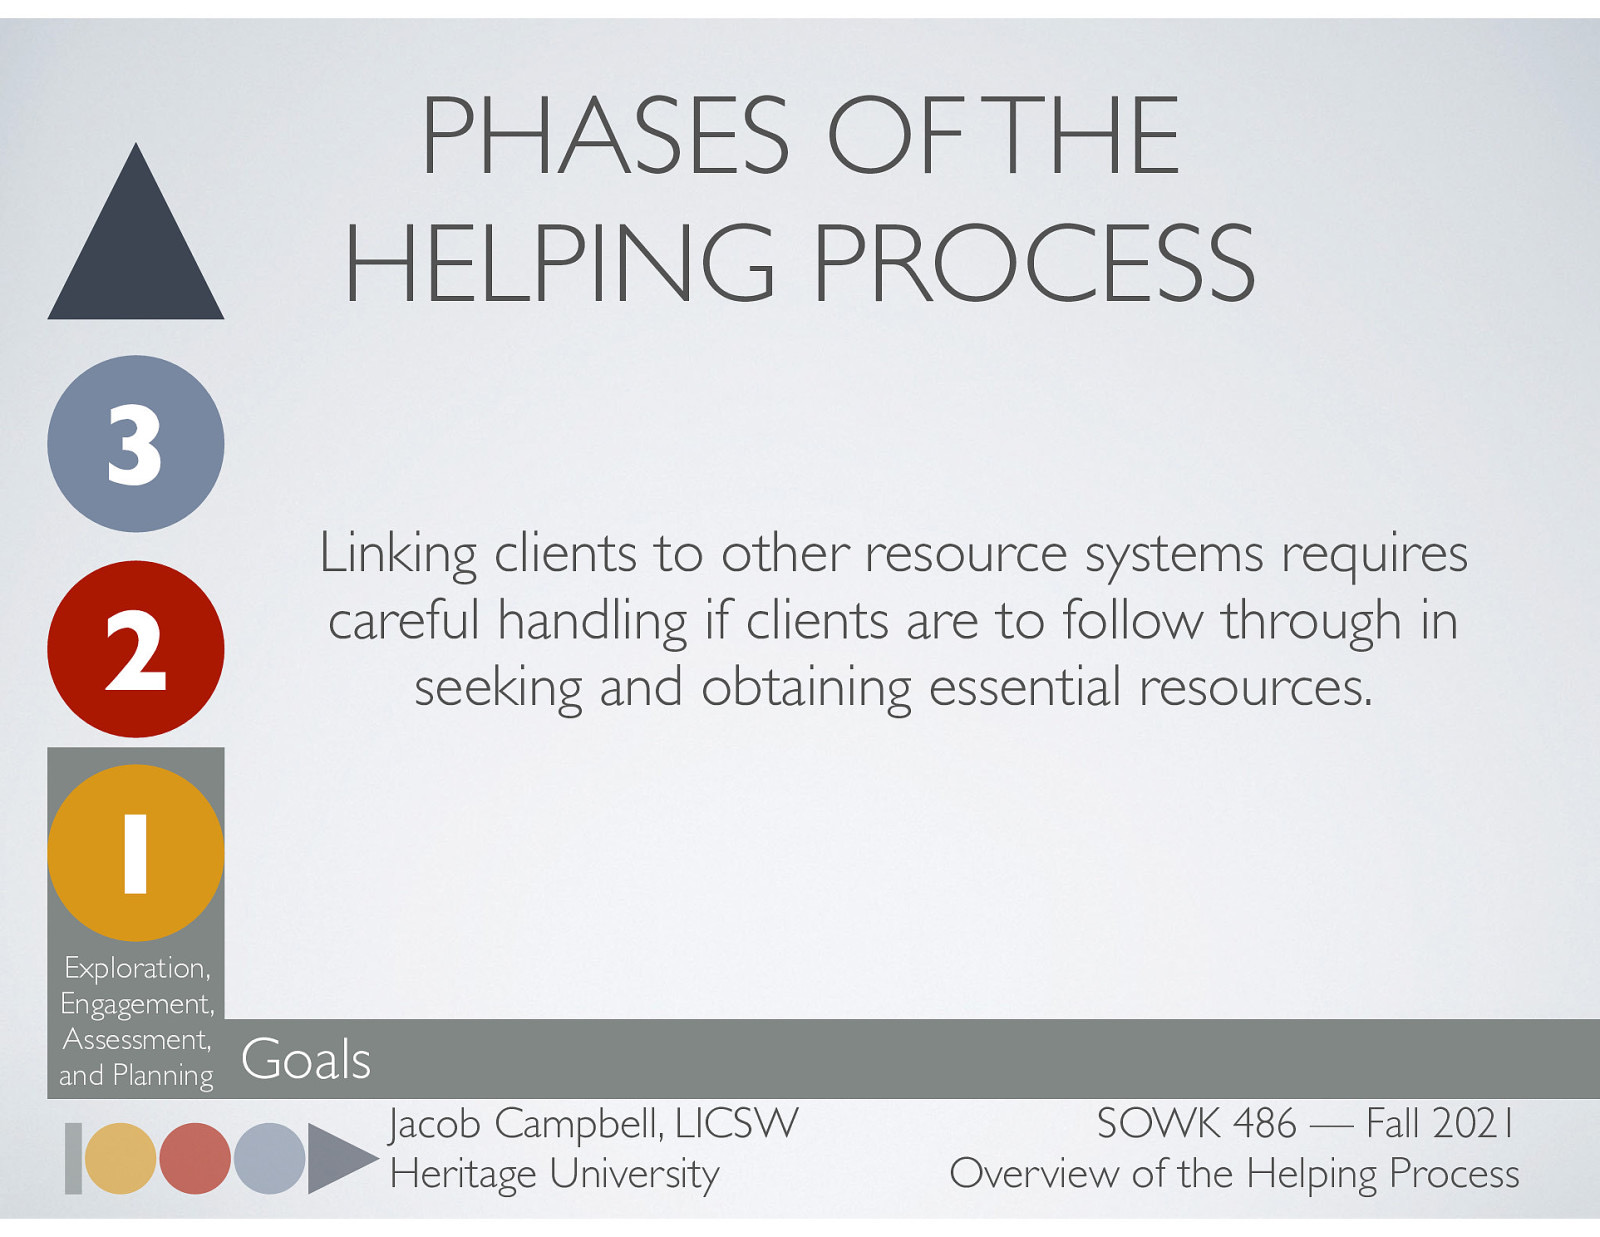 PHASES OF THE
HELPING PROCESS
3
2
1
Linking clients to other resource systems requires
careful handling if clients are to follow through in
seeking and obtaining essential resources.
Exploration,
Engagement,
Assessment,
and Planning
Goals
Jacob Campbell, LICSW
Heritage University
SOWK 486 — Fall 2021
Overview of the Helping Process